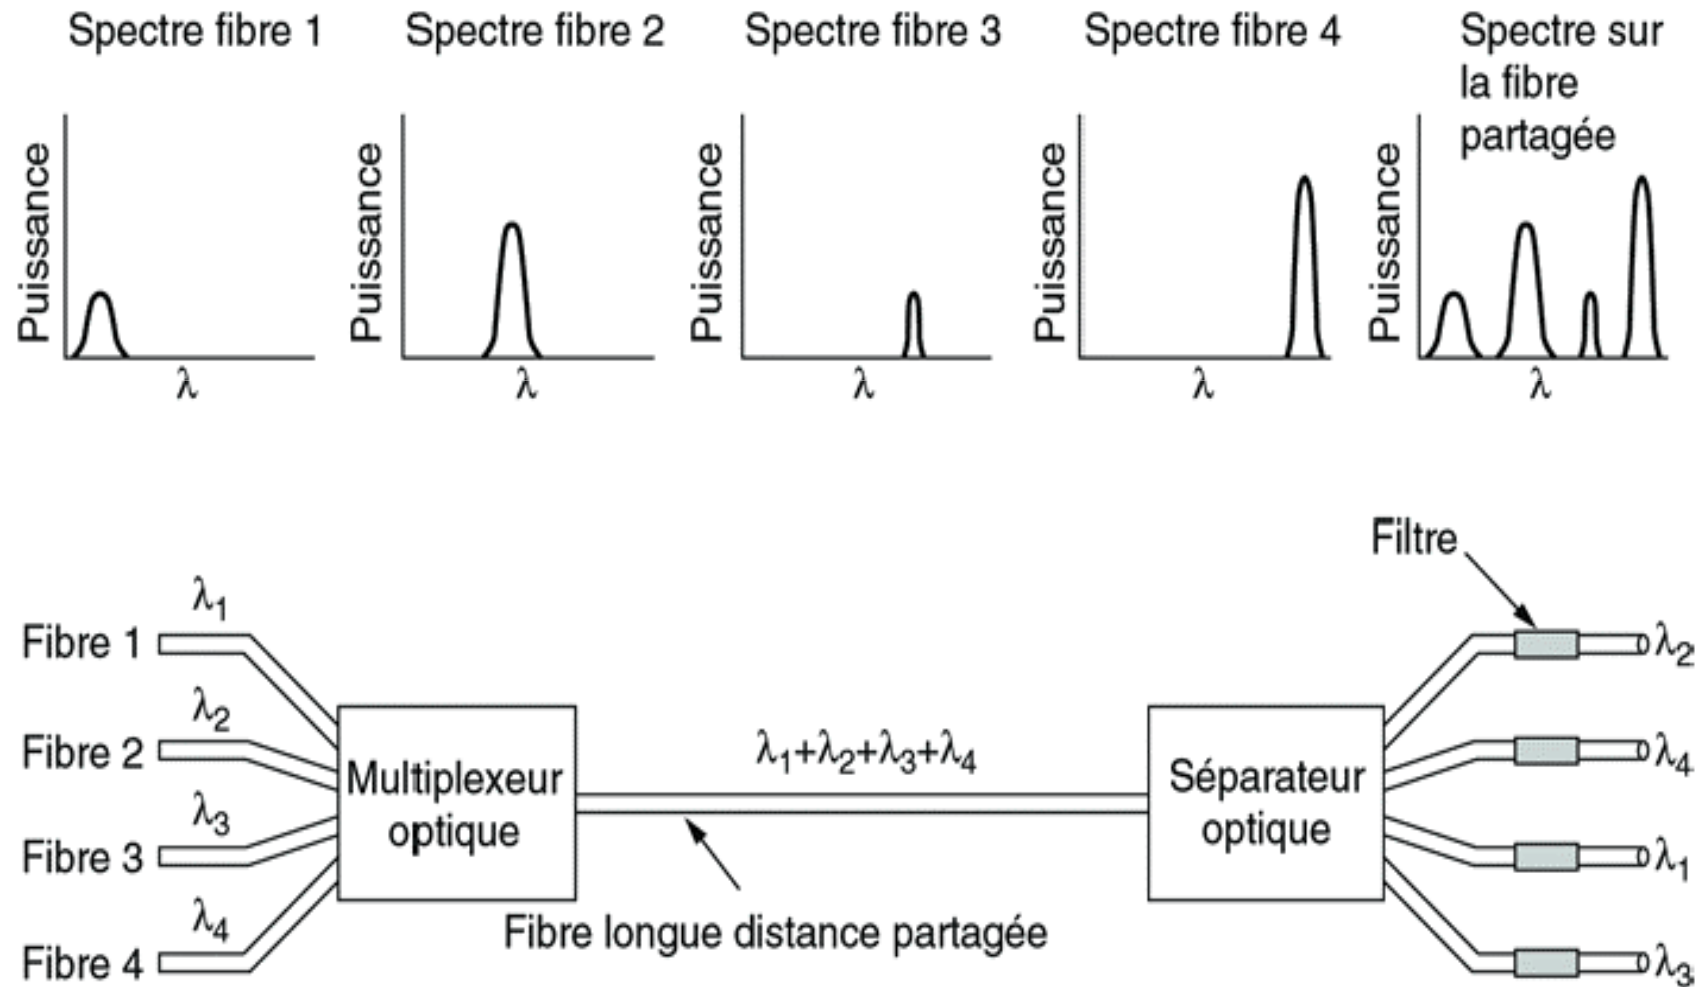 Spectre fibre 1
Spectre fibre 2
Spectre fibre 3
Spectre fibre 4
Spectre sur
la fibre
partagée
Puissance
λ
Puissance
λ
Puissance
λ
Puissance
λ
Puissance
λ
Filtre
Fibre 1
λ1
Fibre 2
λ2
Fibre 3
λ3
Fibre 4
λ4
Multiplexeur
optique
λ1+λ2+λ3+λ4
Fibre longue distance partagée
Séparateur
optique
λ2
λ4
λ1
λ3